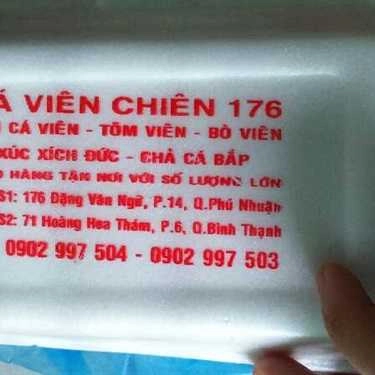 Á VIÊN CHIÊN 176
CÁ VIÊN - TÔM VIÊN - BÒ VIÊN
XÚC XÍCH ĐỨC - CHẢ CÁ BẮP
HÀNG TẬN NƠI VỚI SỐ LƯỢNG LỚN
S1: 176 Đặng Văn Ngữ, P.14, Q.Phú Nhuận
S2: 71 Hoàng Hoa Thám, P.6, Q.Bình Thạnh
0902 997 504 - 0902 997 503